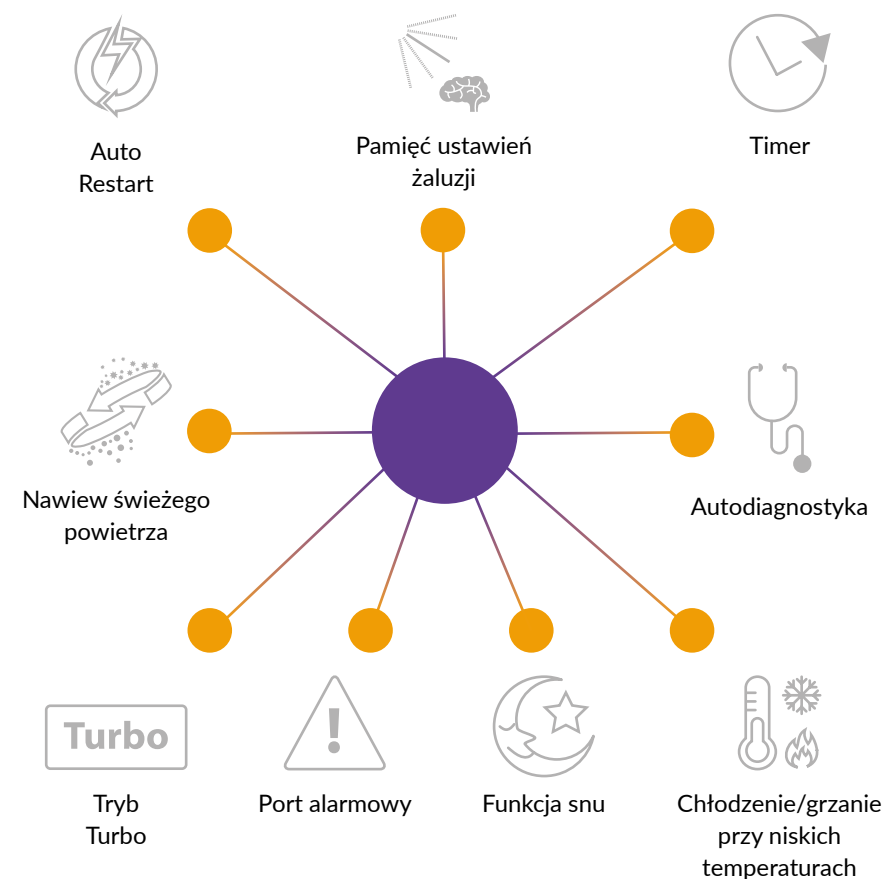 Auto
Restart
Pamięć ustawień
żaluzji
Timer
Nawiew świeżego
powietrza
Autodiagnostyka
Turbo
Tryb
Turbo
!
Port alarmowy
Funkcja snu
Chłodzenie/grzanie
przy niskich
temperaturach